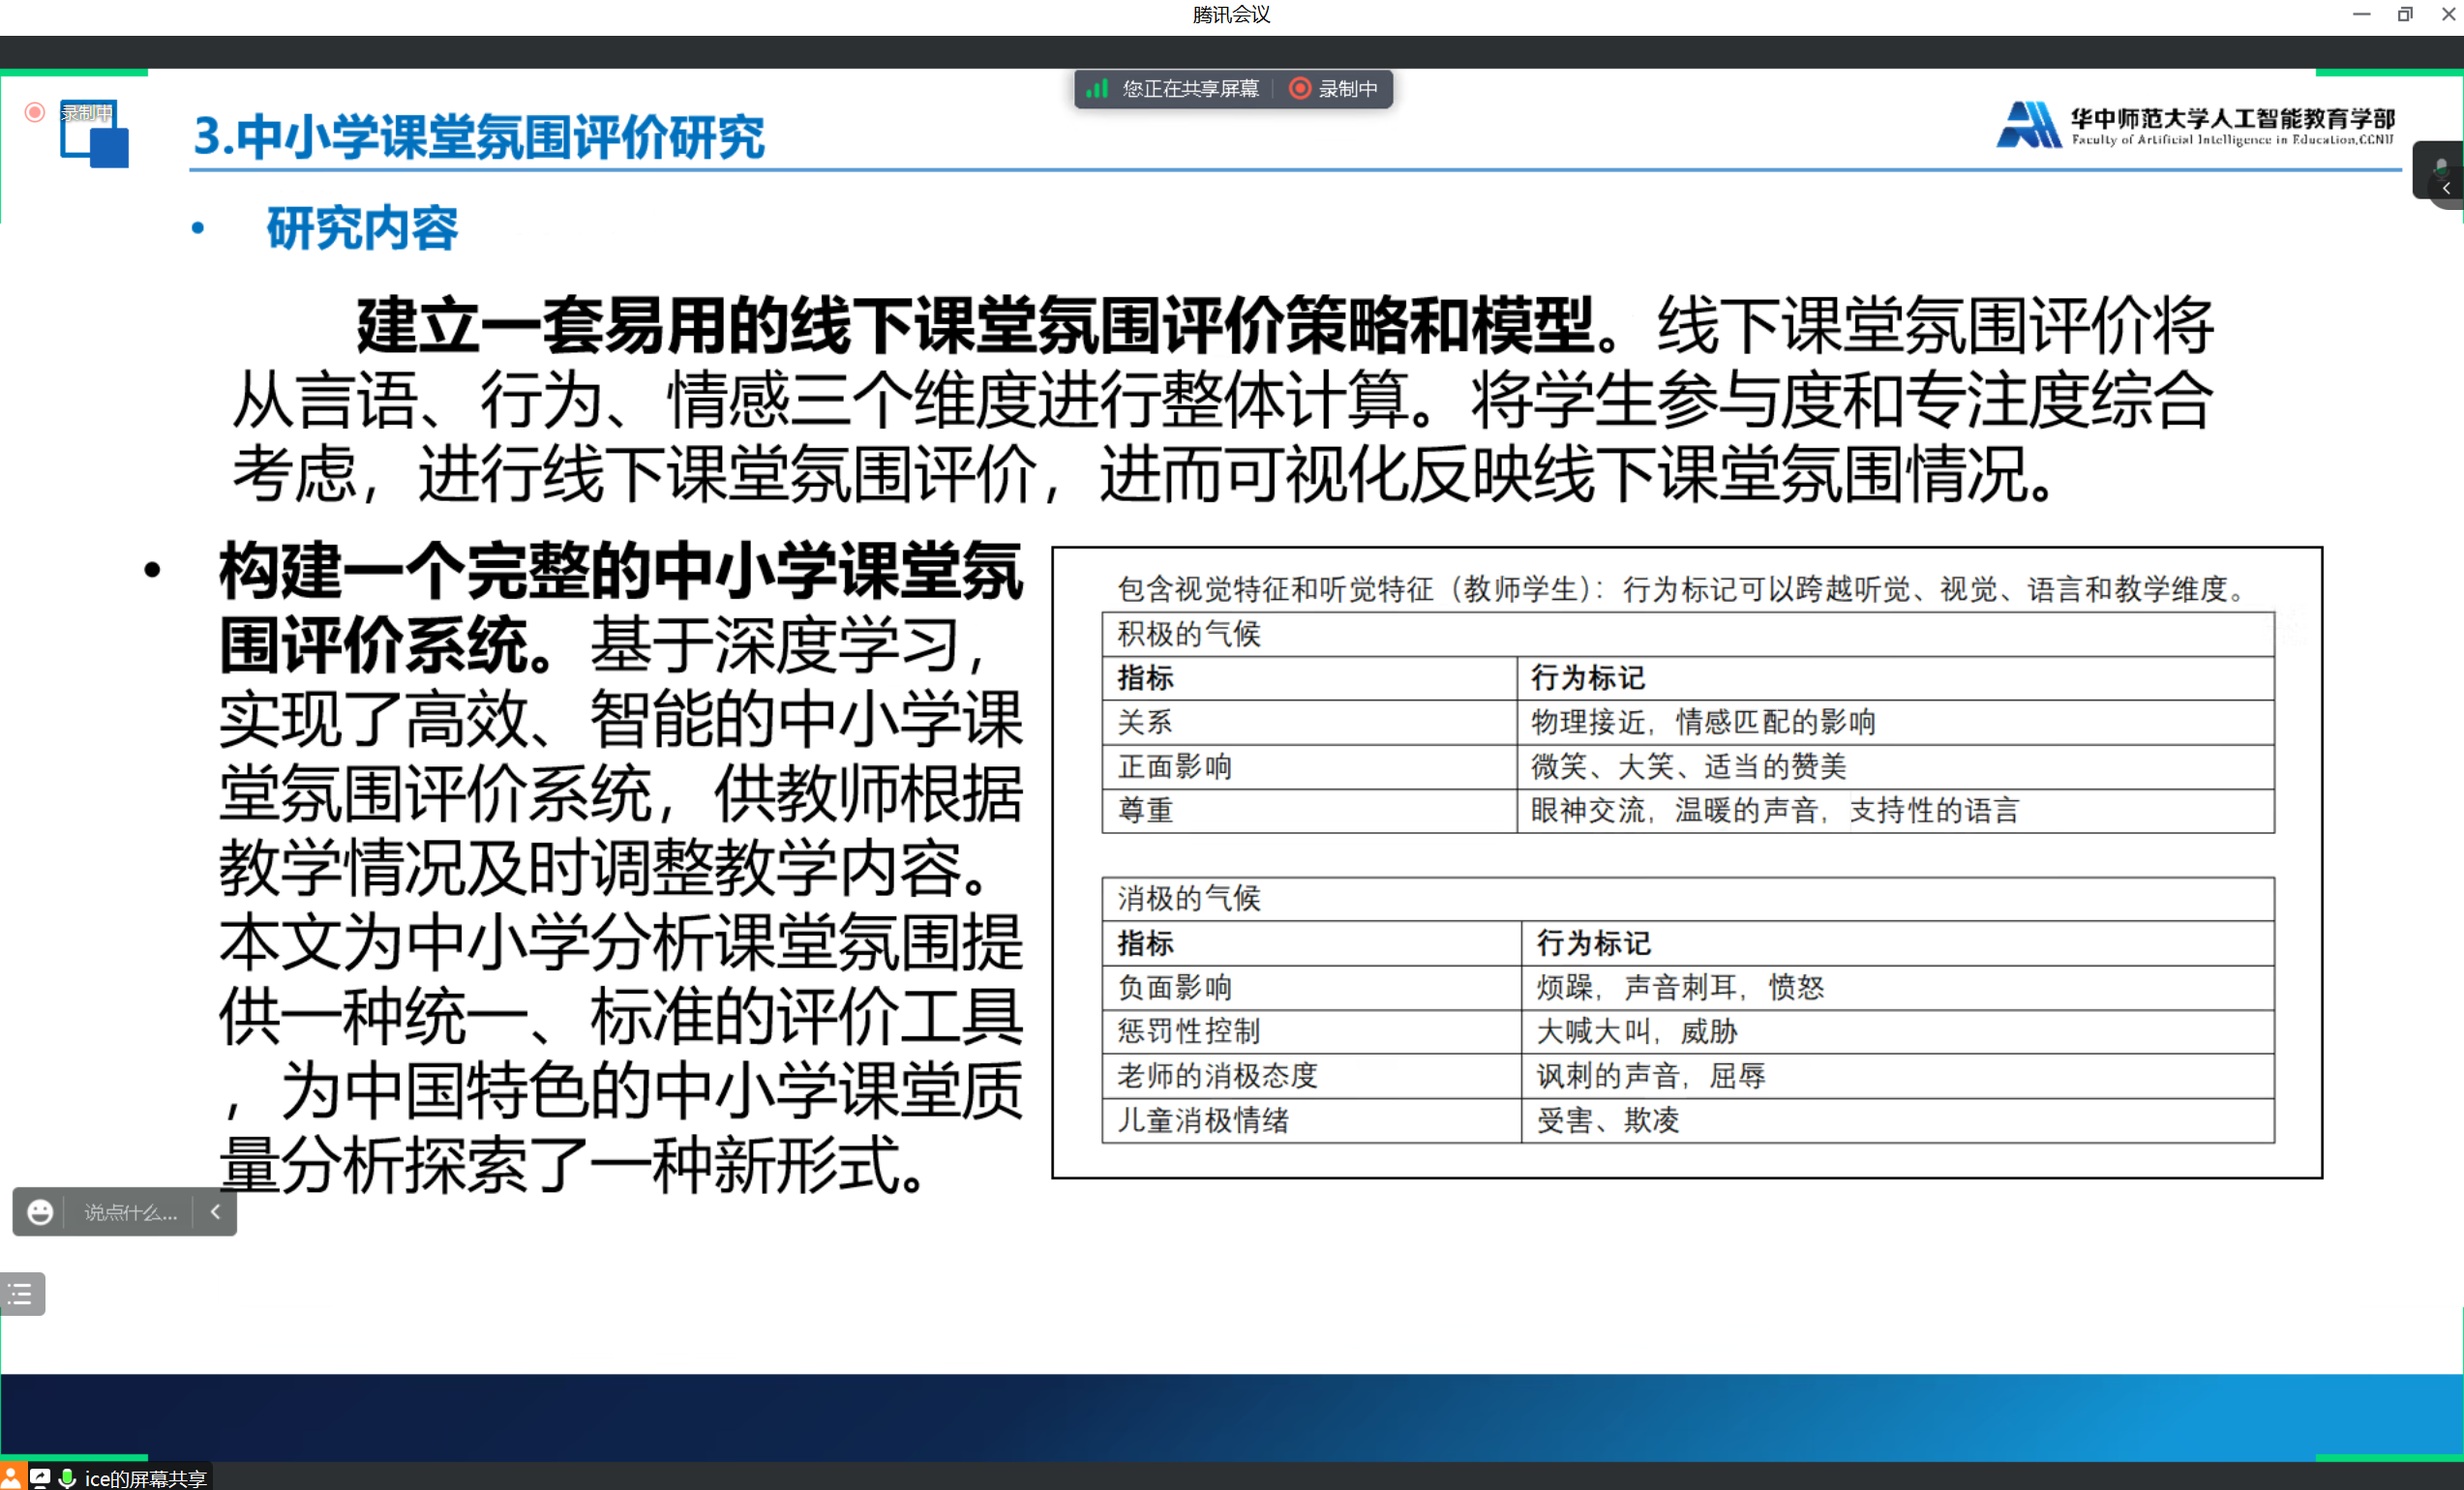 腾讯会议
您正在共享屏幕
录制中
录制中
3.中小学课堂氛围评价研究
华中师范大学人工智能教育学部
Faculty of Artificial Intelligence in Education,CCNU
• 研究内容
建立一套易用的线下课堂氛围评价策略和模型。线下课堂氛围评价将
从言语、行为、情感三个维度进行整体计算。将学生参与度和专注度综合
考虑，进行线下课堂氛围评价，进而可视化反映线下课堂氛围情况。
• 构建一个完整的中小学课堂氛
围评价系统。基于深度学习，
实现了高效、智能的中小学课
堂氛围评价系统，供教师根据
教学情况及时调整教学内容。
本文为中小学分析课堂氛围提
供一种统一、标准的评价工具
，为中国特色的中小学课堂质
量分析探索了一种新形式。
包含视觉特征和听觉特征（教师学生）：行为标记可以跨越听觉、视觉、语言和教学维度。
积极的气候
指标 行为标记
关系 物理接近，情感匹配的影响
正面影响 微笑、大笑、适当的赞美
尊重 眼神交流，温暖的声音，支持性的语言
消极的气候
指标 行为标记
负面影响 烦躁，声音刺耳，愤怒
惩罚性控制 大喊大叫，威胁
老师的消极态度 讽刺的声音，屈辱
儿童消极情绪 受害、欺凌
说点什么...
ice的屏幕共享